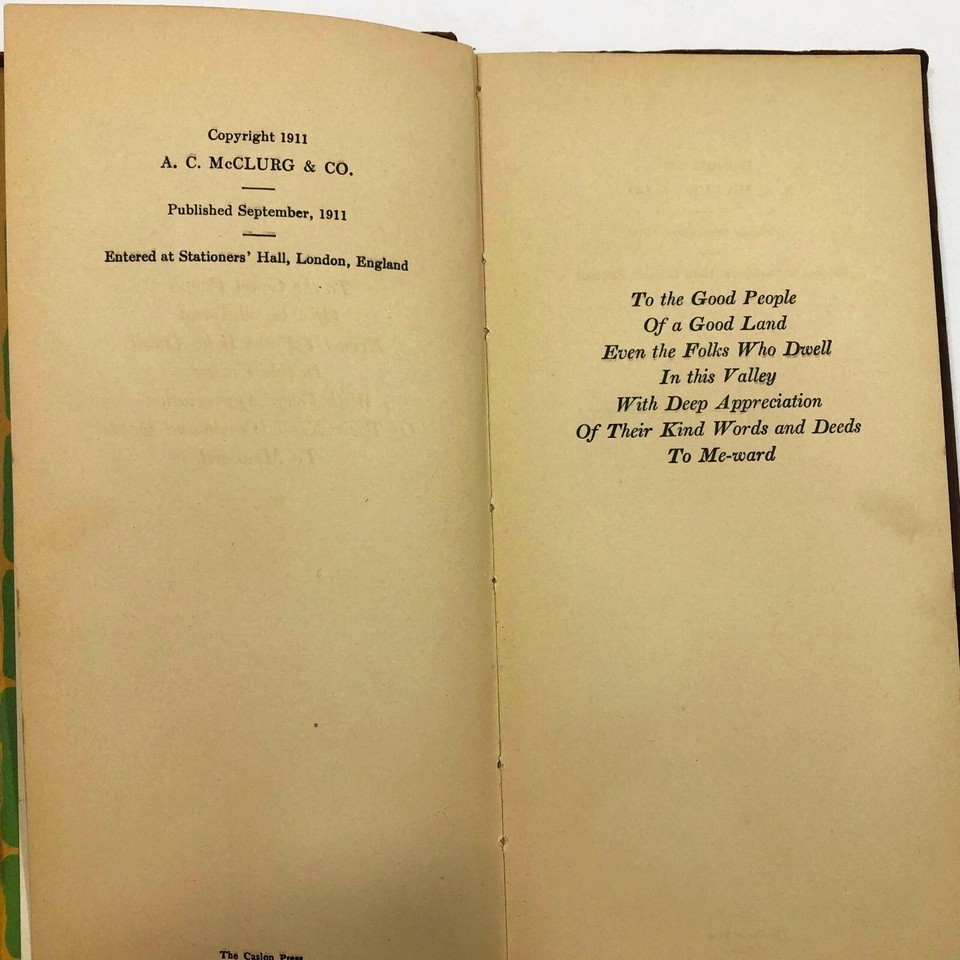 Copyright 1911
A. C. McCLURG & CO.
Published September, 1911
Entered at Stationers' Hall, London, England
The Caslon Press
To the Good People
Of a Good Land
Even the Folks Who Dwell
In this Valley
With Deep Appreciation
Of Their Kind Words and Deeds
To Me-ward